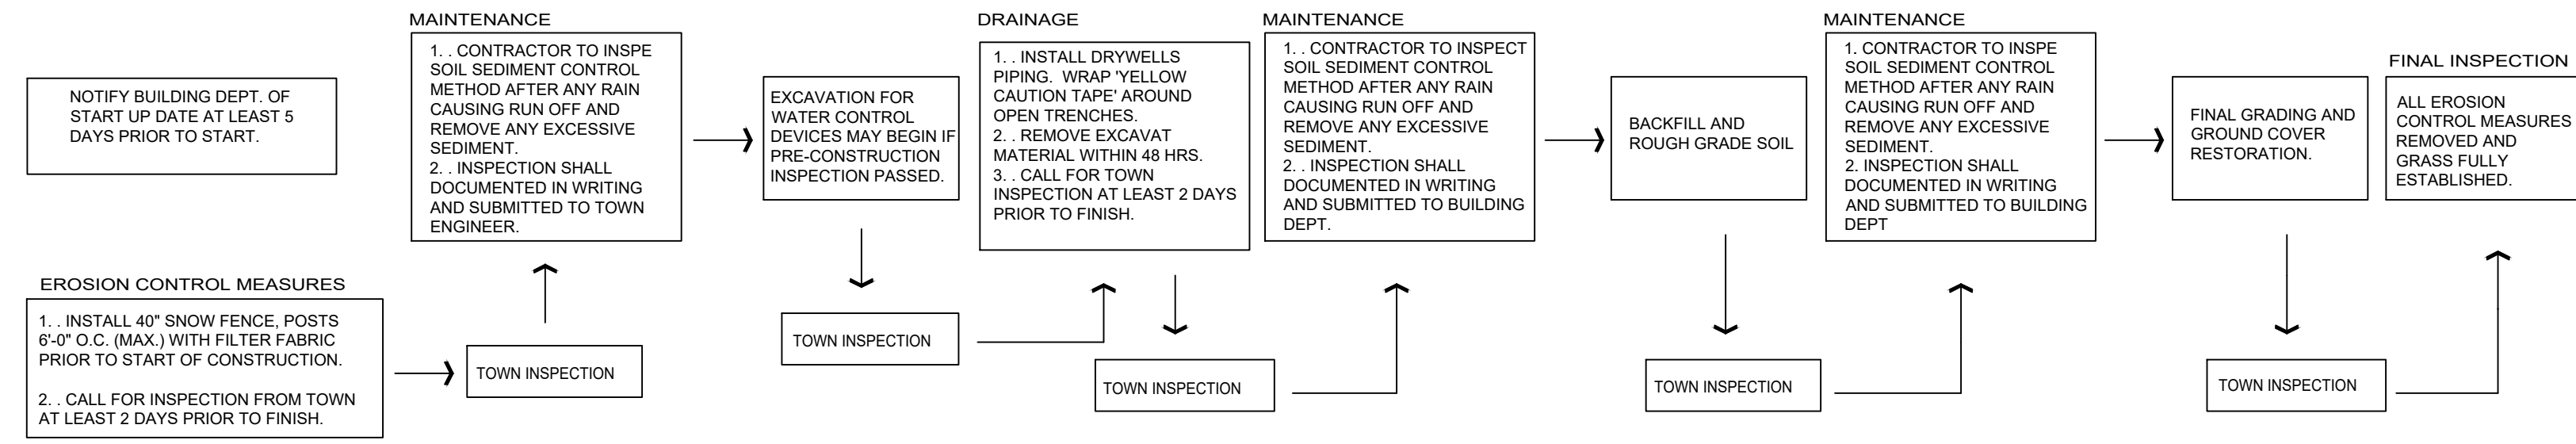 NOTIFY BUILDING DEPT. OF
START UP DATE AT LEAST 5
DAYS PRIOR TO START.
EROSION CONTROL MEASURES
1. . INSTALL 40" SNOW FENCE, POSTS
6'-0" O.C. (MAX.) WITH FILTER FABRIC
PRIOR TO START OF CONSTRUCTION.
2. . CALL FOR INSPECTION FROM TOWN
AT LEAST 2 DAYS PRIOR TO FINISH.
TOWN INSPECTION
MAINTENANCE
1. . CONTRACTOR TO INSPE
SOIL SEDIMENT CONTROL
METHOD AFTER ANY RAIN
CAUSING RUN OFF AND
REMOVE ANY EXCESSIVE
SEDIMENT.
2. . INSPECTION SHALL
DOCUMENTED IN WRITING
AND SUBMITTED TO TOWN
ENGINEER.
EXCAVATION FOR
WATER CONTROL
DEVICES MAY BEGIN IF
PRE-CONSTRUCTION
INSPECTION PASSED.
TOWN INSPECTION
DRAINAGE
1. . INSTALL DRYWELLS
PIPING. WRAP 'YELLOW
CAUTION TAPE' AROUND
OPEN TRENCHES.
2. . REMOVE EXCAVAT
MATERIAL WITHIN 48 HRS.
3. . CALL FOR TOWN
INSPECTION AT LEAST 2 DAYS
PRIOR TO FINISH.
TOWN INSPECTION
MAINTENANCE
1. . CONTRACTOR TO INSPECT
SOIL SEDIMENT CONTROL
METHOD AFTER ANY RAIN
CAUSING RUN OFF AND
REMOVE ANY EXCESSIVE
SEDIMENT.
2. . INSPECTION SHALL
DOCUMENTED IN WRITING
AND SUBMITTED TO BUILDING
DEPT.
BACKFILL AND
ROUGH GRADE SOIL
TOWN INSPECTION
MAINTENANCE
1. CONTRACTOR TO INSPE
SOIL SEDIMENT CONTROL
METHOD AFTER ANY RAIN
CAUSING RUN OFF AND
REMOVE ANY EXCESSIVE
SEDIMENT.
2. INSPECTION SHALL
DOCUMENTED IN WRITING
AND SUBMITTED TO BUILDING
DEPT
FINAL GRADING AND
GROUND COVER
RESTORATION.
TOWN INSPECTION
FINAL INSPECTION
ALL EROSION
CONTROL MEASURES
REMOVED AND
GRASS FULLY
ESTABLISHED.